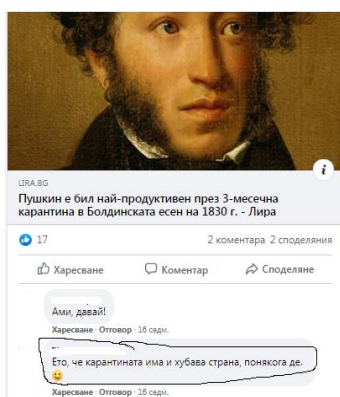 i
LIRA.BG
Пушкин е бил най-продуктивен през 3-месечна
карантина в Болдинската есен на 1830 г. - Лира
17
2 коментара 2 споделяния
Харесване
Коментар
Споделяне
Ами, давай!
Харесване · Отговор · 16 седм.
Ето, че карантината има и хубава страна, понякога де.
Харесване · Отговор · 16 седм.